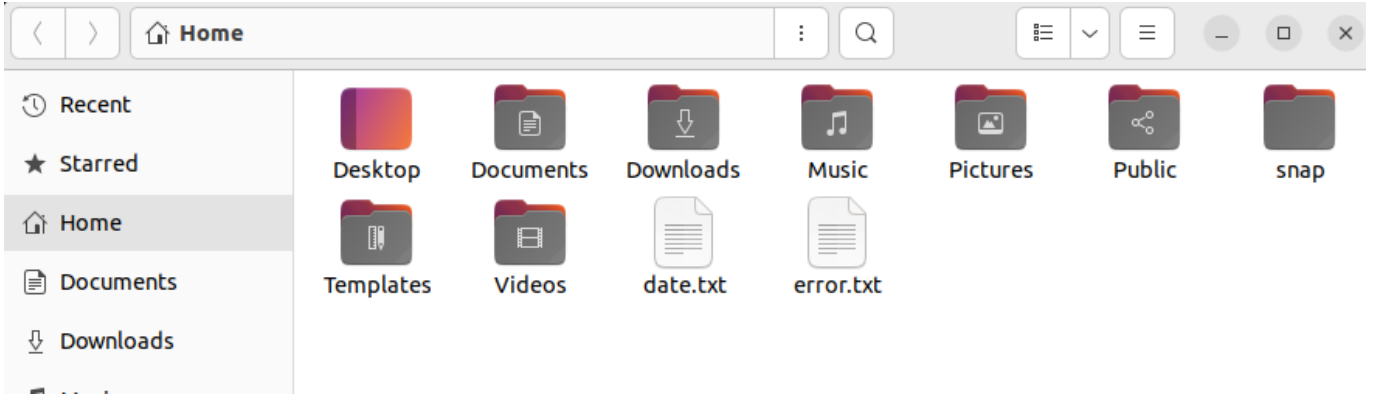 Home
Recent
Starred
Home
Documents
Downloads
Desktop Documents Downloads Music Pictures Public snap
Templates Videos date.txt error.txt